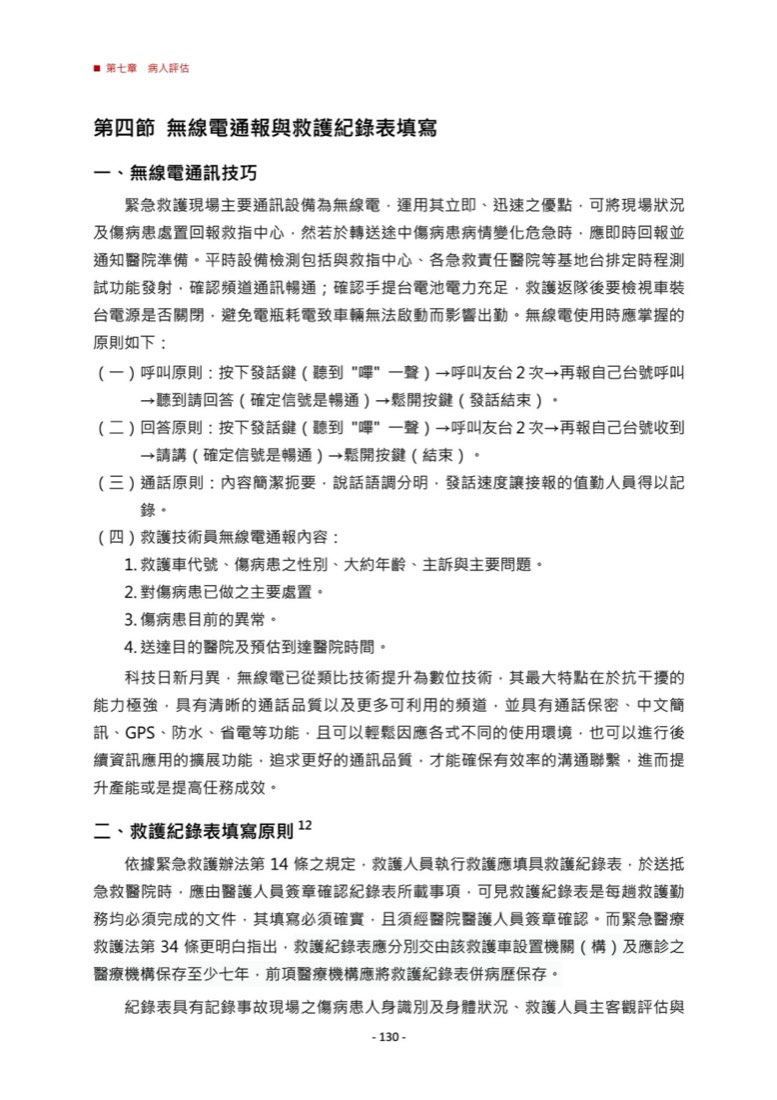 ■ 第七章　病人評估
第四節 無線電通報與救護紀錄表填寫
一、無線電通訊技巧
緊急救護現場主要通訊設備為無線電，運用其立即、迅速之優點，可將現場狀況
及傷病患處置回報救指中心，然若於轉送途中傷病患病情變化危急時，應即時回報並
通知醫院準備。平時設備檢測包括與救指中心、各急救責任醫院等基地台排定時程測
試功能發射，確認頻道通訊暢通；確認手提台電池電力充足，救護返隊後要檢視車裝
台電源是否關閉，避免電瓶耗電致車輛無法啟動而影響出勤。無線電使用時應掌握的
原則如下：
（一）呼叫原則：按下發話鍵（聽到 "嗶" 一聲）→呼叫友台 2 次→再報自己台號呼叫
→聽到請回答（確定信號是暢通）→鬆開按鍵（發話結束）。
（二）回答原則：按下發話鍵（聽到 "嗶" 一聲）→呼叫友台 2 次→再報自己台號收到
→請講（確定信號是暢通）→鬆開按鍵（結束）。
（三）通話原則：內容簡潔扼要，說話語調分明，發話速度讓接報的值勤人員得以記
錄。
（四）救護技術員無線電通報內容：
1. 救護車代號、傷病患之性別、大約年齡、主訴與主要問題。
2. 對傷病患已做之主要處置。
3. 傷病患目前的異常。
4. 送達目的醫院及預估到達醫院時間。
科技日新月異，無線電已從類比技術提升為數位技術，其最大特點在於抗干擾的
能力極強，具有清晰的通話品質以及更多可利用的頻道，並具有通話保密、中文簡
訊、GPS、防水、省電等功能，且可以輕鬆因應各式不同的使用環境，也可以進行後
續資訊應用的擴展功能，追求更好的通訊品質，才能確保有效率的溝通聯繫，進而提
升產能或是提高任務成效。
二、救護紀錄表填寫原則 12
依據緊急救護辦法第 14 條之規定，救護人員執行救護應填具救護紀錄表，於送抵
急救醫院時，應由醫護人員簽章確認紀錄表所載事項，可見救護紀錄表是每趟救護勤
務均必須完成的文件，其填寫必須確實，且須經醫院醫護人員簽章確認。而緊急醫療
救護法第 34 條更明白指出，救護紀錄表應分別交由該救護車設置機關（構）及應診之
醫療機構保存至少七年，前項醫療機構應將救護紀錄表併病歷保存。
紀錄表具有記錄事故現場之傷病患人身識別及身體狀況、救護人員主客觀評估與
- 130 -